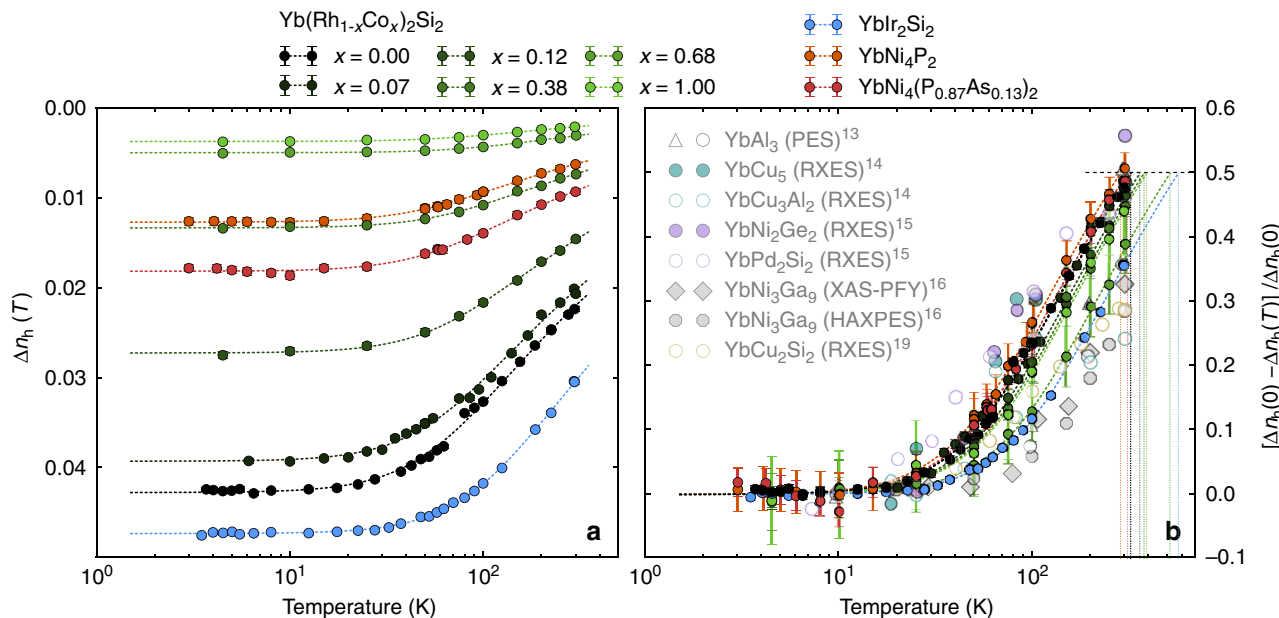 Yb(Rh1-xCox)2Si2
x = 0.00
x = 0.07
x = 0.12
x = 0.38
x = 0.68
x = 1.00
YbIr2Si2
YbNi4P2
YbNi4(P0.87As0.13)2
0.00
0.01
0.02
0.03
0.04
Δnh (T)
10^0
10^1
10^2
Temperature (K)
a
YbAl3 (PES)^13
YbCu5 (RXES)^14
YbCu3Al2 (RXES)^14
YbNi2Ge2 (RXES)^15
YbPd2Si2 (RXES)^15
YbNi3Ga9 (XAS-PFY)^16
YbNi3Ga9 (HAXPES)^16
YbCu2Si2 (RXES)^19
0.6
0.5
0.4
0.3
0.2
0.1
0.0
−0.1
[Δnh(0) −Δnh(T)] /Δnh(0)
10^0
10^1
10^2
Temperature (K)
b